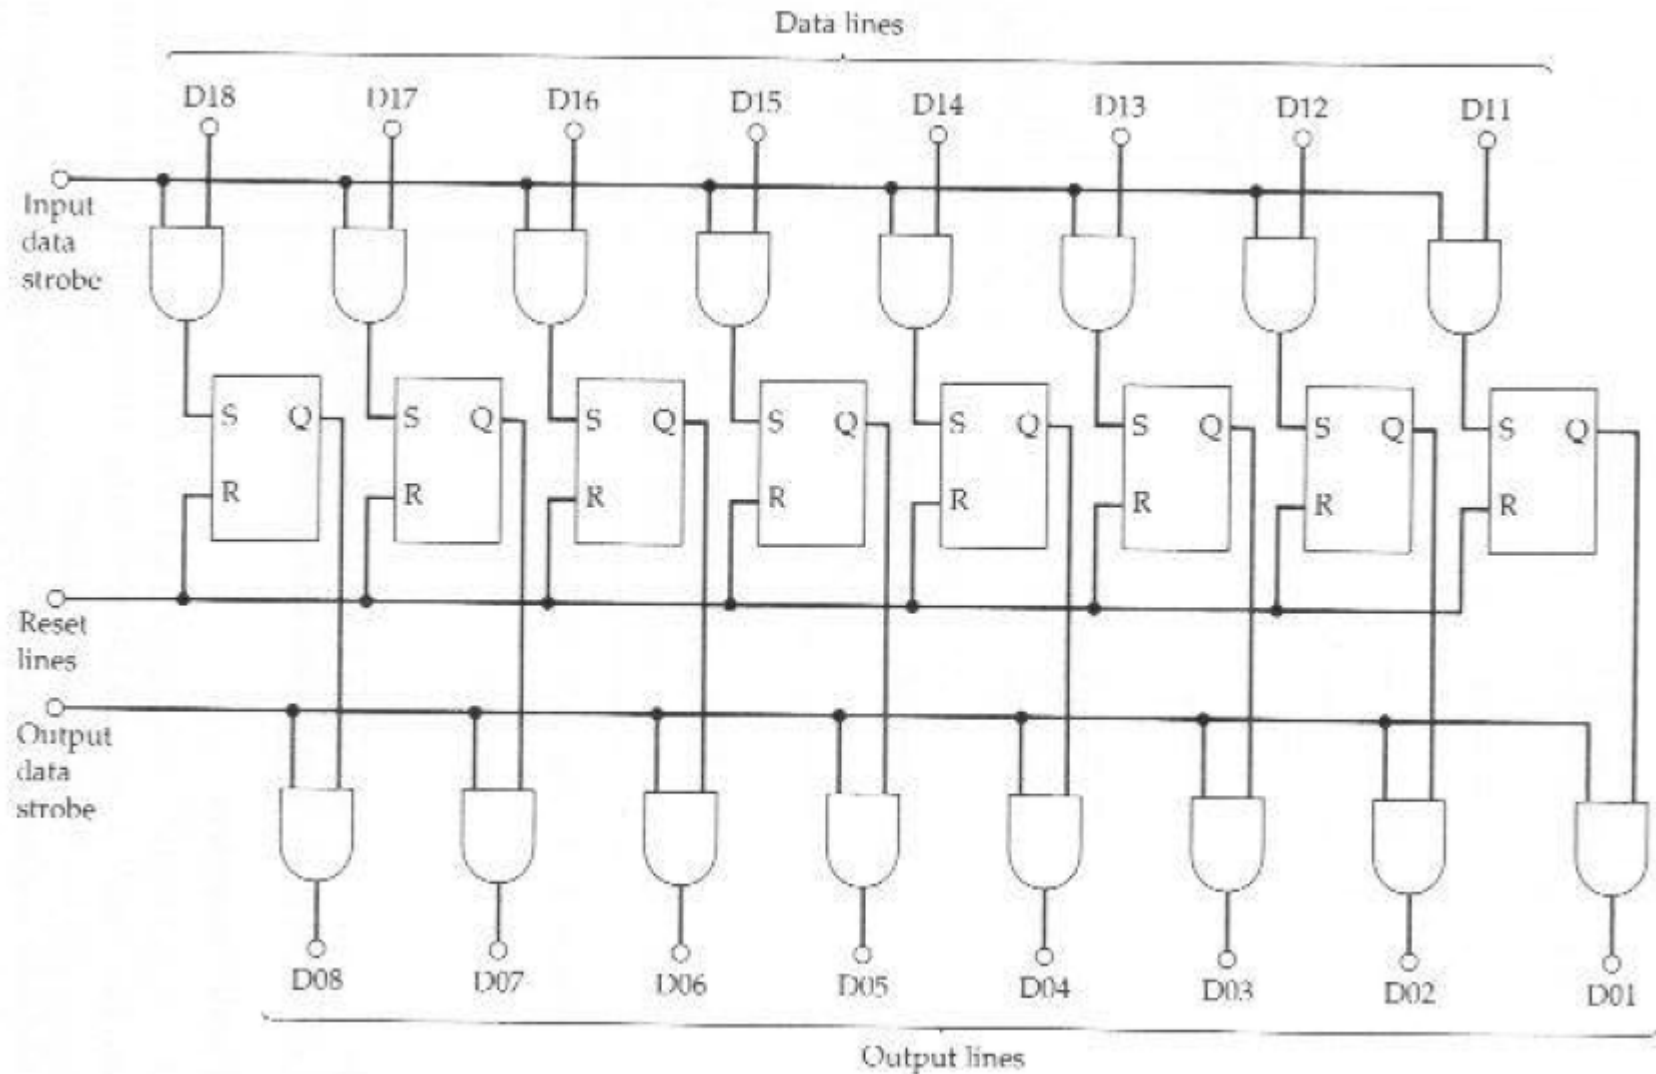 Data lines
D18 D17 D16 D15 D14 D13 D12 D11
Input
data
strobe
S Q S Q S Q S Q S Q S Q S Q S Q
R R R R R R R R
Reset
lines
Output
data
strobe
D08 D07 D06 D05 D04 D03 D02 D01
Output lines